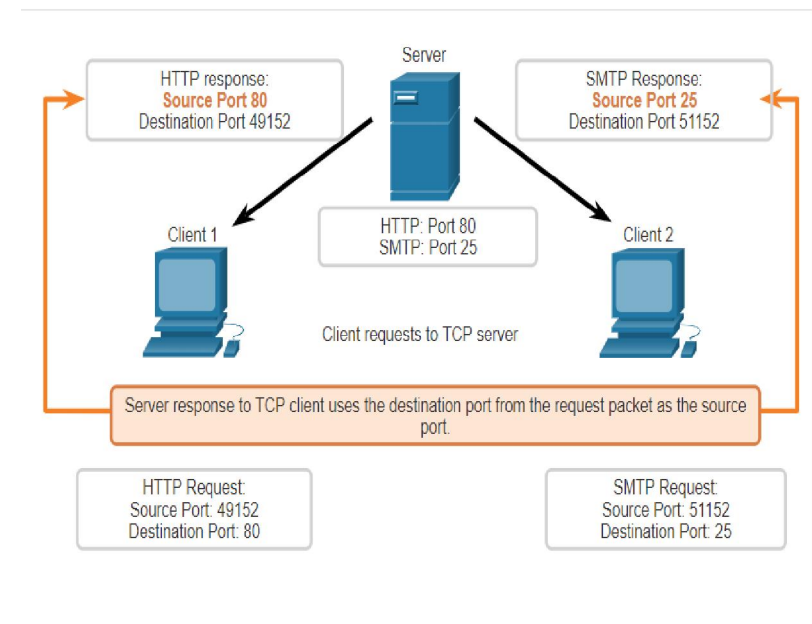 Server
HTTP response:
Source Port 80
Destination Port 49152
SMTP Response:
Source Port 25
Destination Port 51152
HTTP: Port 80
SMTP: Port 25
Client 1
Client 2
Client requests to TCP server
Server response to TCP client uses the destination port from the request packet as the source
port.
HTTP Request:
Source Port: 49152
Destination Port: 80
SMTP Request:
Source Port: 51152
Destination Port: 25